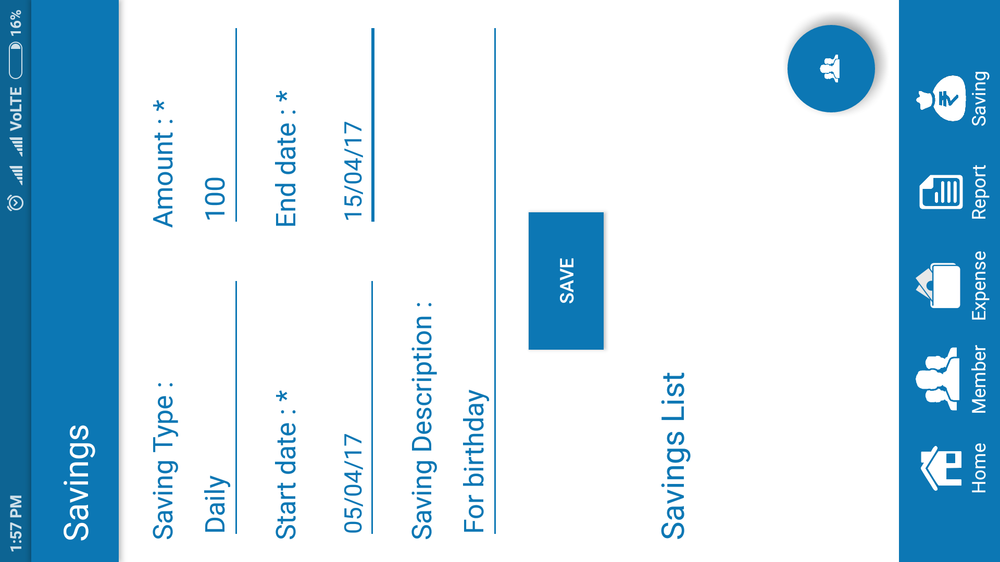 1:57 PM VoLTE 16%
Savings
Saving Type : Amount : *
Daily 100
Start date : * End date : *
05/04/17 15/04/17
Saving Description :
For birthday
SAVE
Savings List
₹
Home Member Expense Report Saving